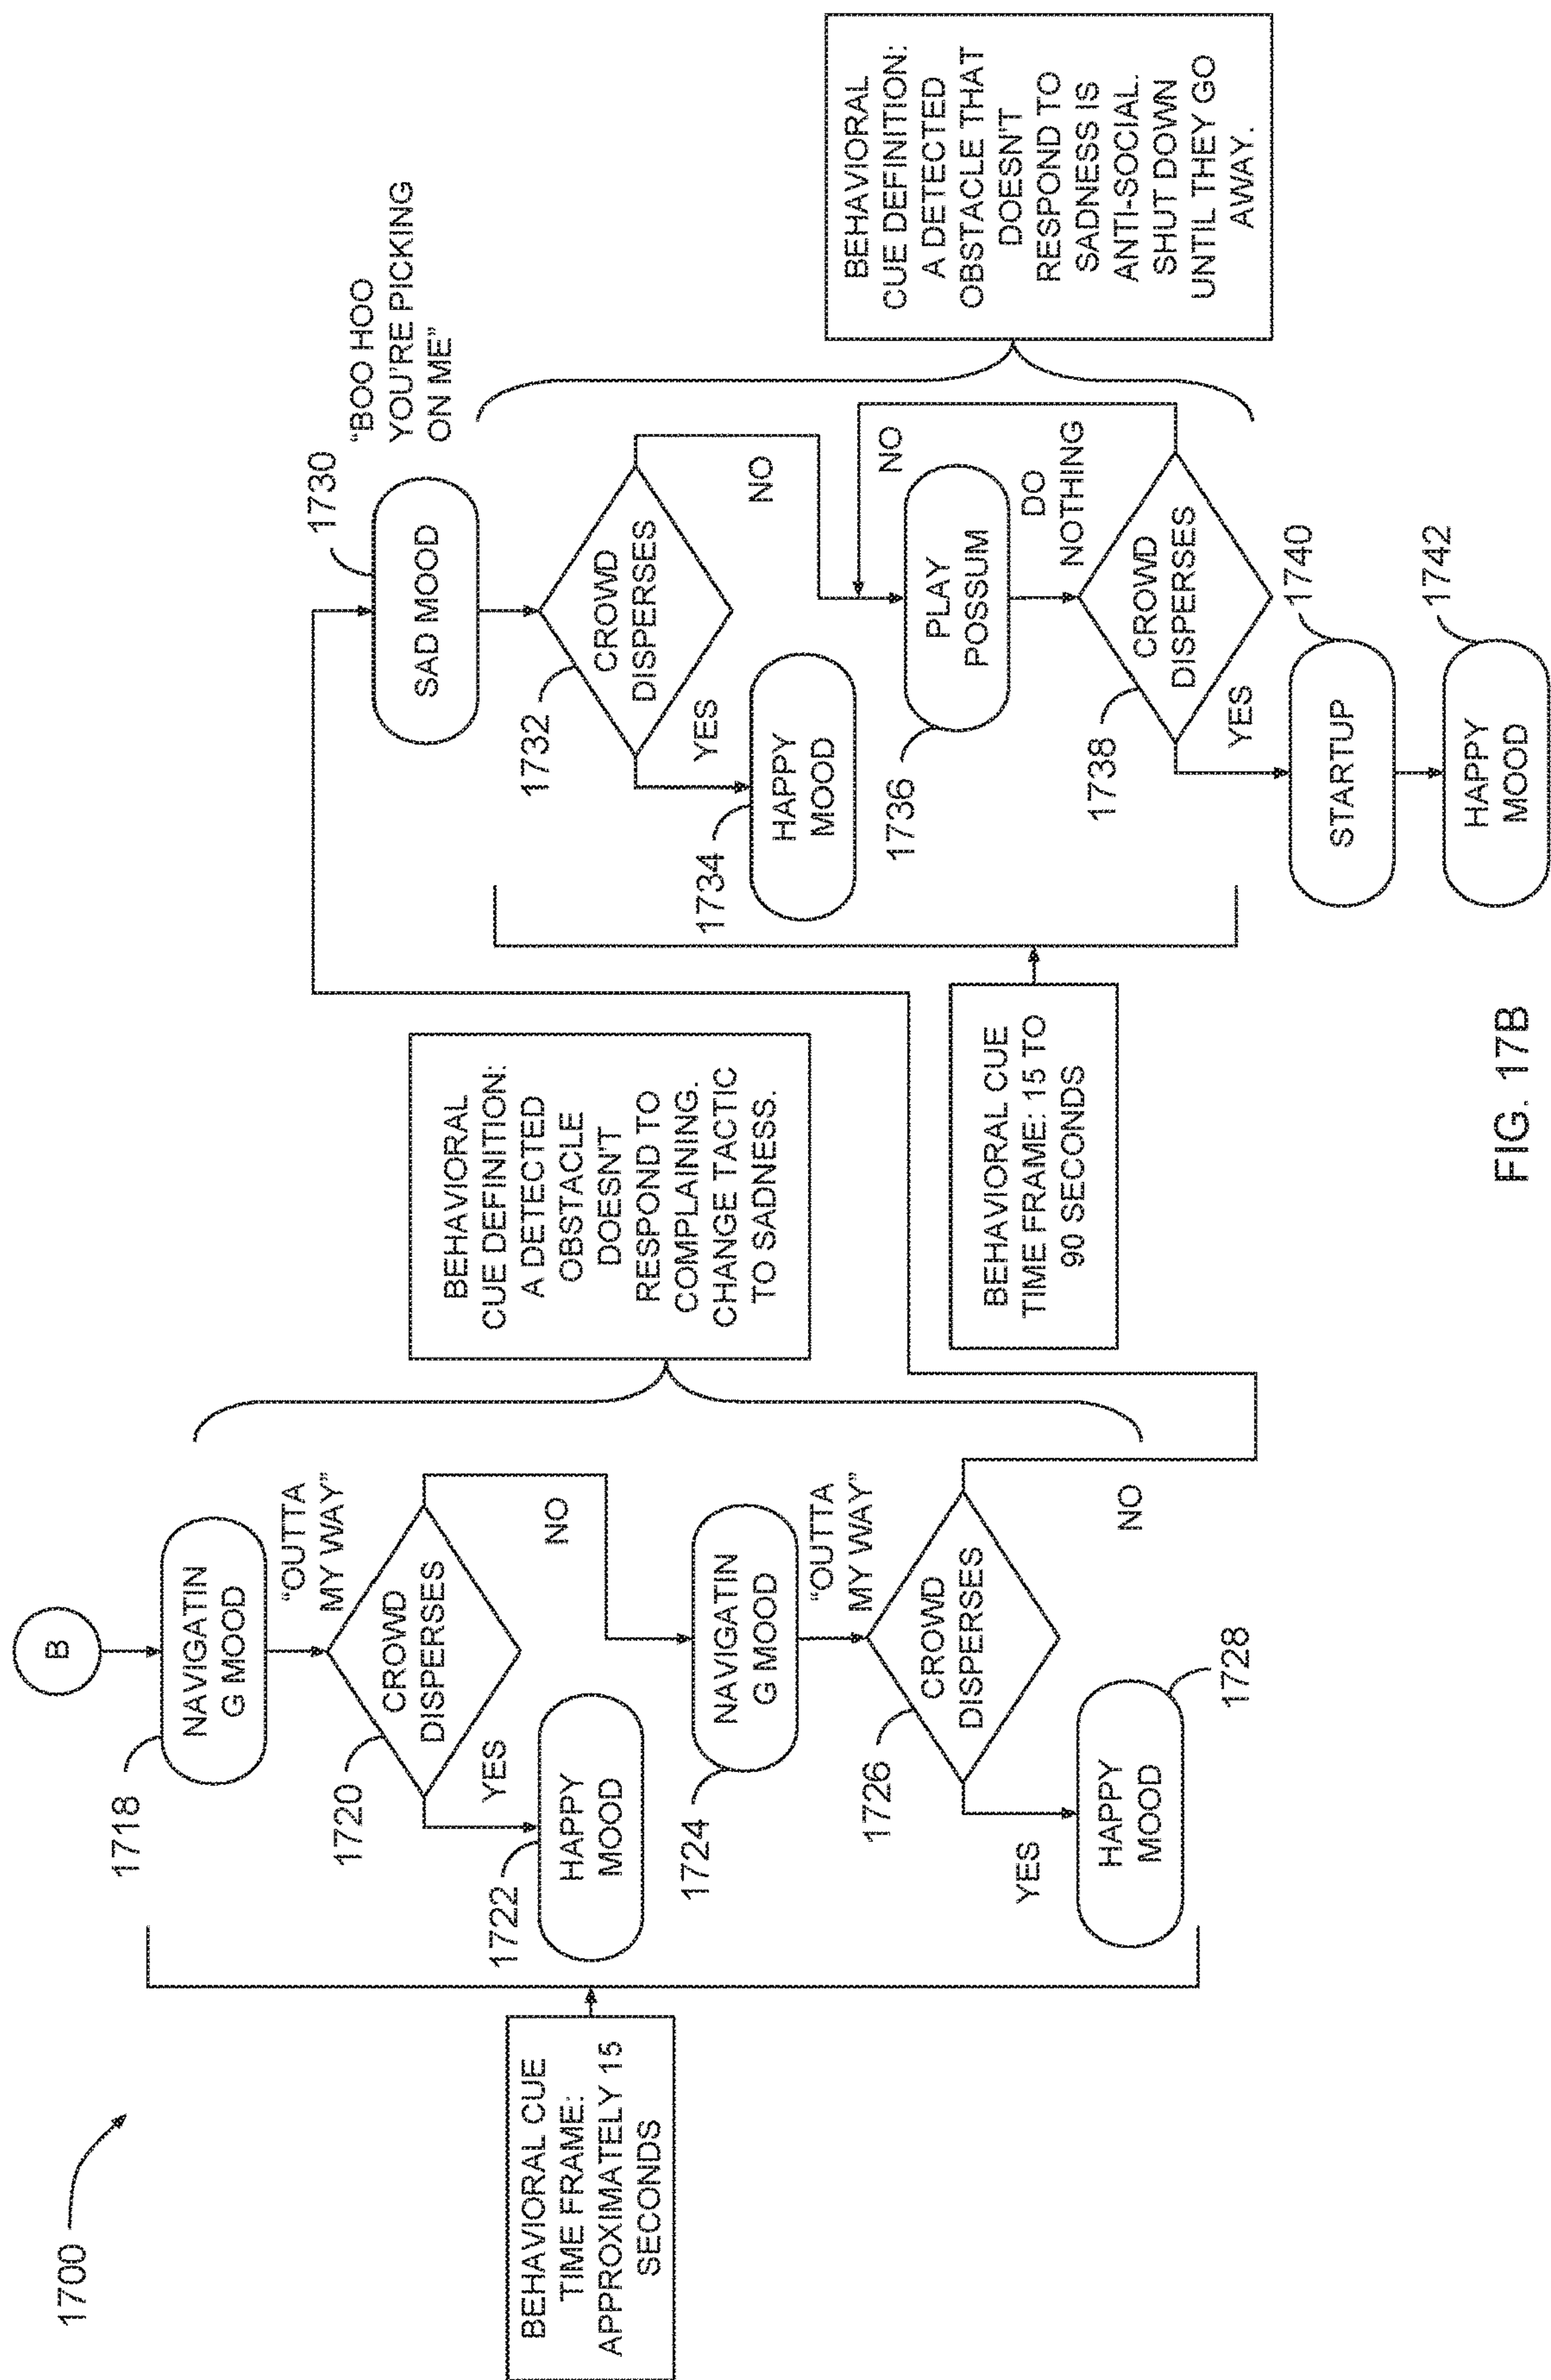 1700
BEHAVIORAL CUE
TIME FRAME:
APPROXIMATELY 15
SECONDS
B
1718
NAVIGATIN
G MOOD
"OUTTA
MY WAY"
1720
CROWD
DISPERSES
YES
NO
1722
HAPPY
MOOD
1724
NAVIGATIN
G MOOD
"OUTTA
MY WAY"
1726
CROWD
DISPERSES
YES
NO
HAPPY
MOOD
1728
BEHAVIORAL
CUE DEFINITION:
A DETECTED
OBSTACLE
DOESN'T
RESPOND TO
COMPLAINING.
CHANGE TACTIC
TO SADNESS.
BEHAVIORAL CUE
TIME FRAME: 15 TO
90 SECONDS
1730
SAD MOOD
"BOO HOO
YOU'RE PICKING
ON ME"
1732
CROWD
DISPERSES
YES
NO
1734
HAPPY
MOOD
1736
PLAY
POSSUM
NO
DO
NOTHING
1738
CROWD
DISPERSES
YES
1740
STARTUP
1742
HAPPY
MOOD
BEHAVIORAL
CUE DEFINITION:
A DETECTED
OBSTACLE THAT
DOESN'T
RESPOND TO
SADNESS IS
ANTI-SOCIAL.
SHUT DOWN
UNTIL THEY GO
AWAY.
FIG. 17B